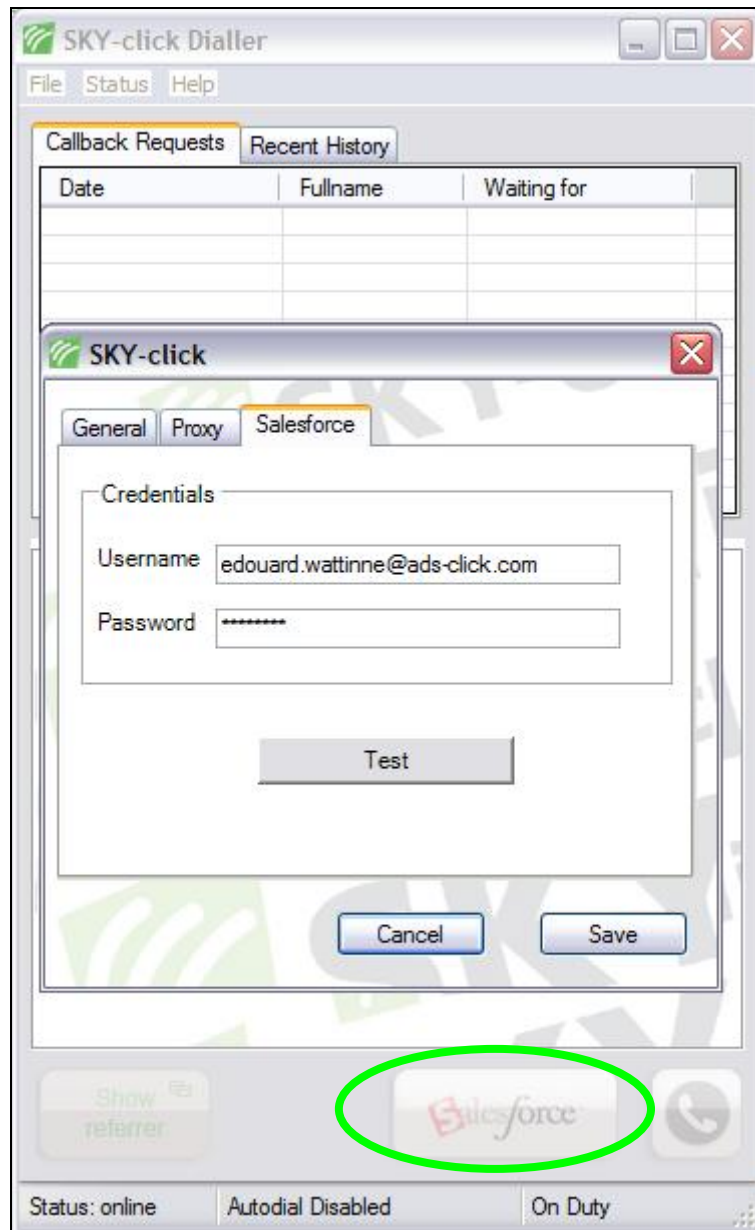 SKY-click Dialler
File Status Help
Callback Requests Recent History
Date Fullname Waiting for
SKY-click
General Proxy Salesforce
Credentials
Username edouard.wattinne@ads-click.com
Password ********
Test
Cancel Save
Show referrer
Salesforce
Status: online Autodial Disabled On Duty